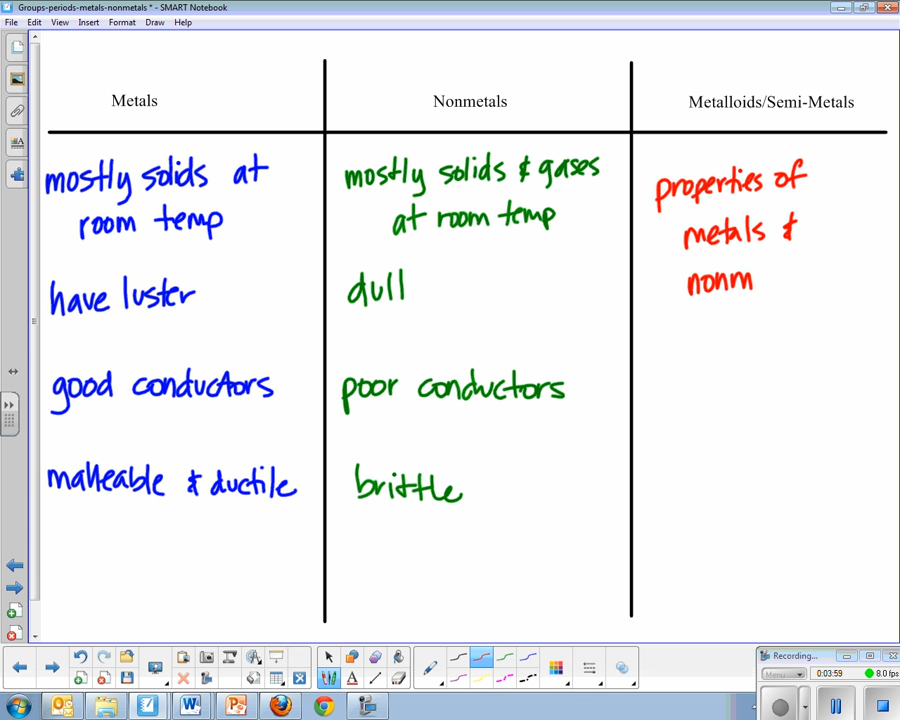 Groups-periods-metals-nonmetals * - SMART Notebook
File Edit View Insert Format Draw Help
Metals
Nonmetals
Metalloids/Semi-Metals
mostly solids at
room temp
have luster
good conductors
malleable & ductile
mostly solids & gases
at room temp
dull
poor conductors
brittle
properties of
metals &
nonm
Recording...
Menu
0:03:59
8.0 fps